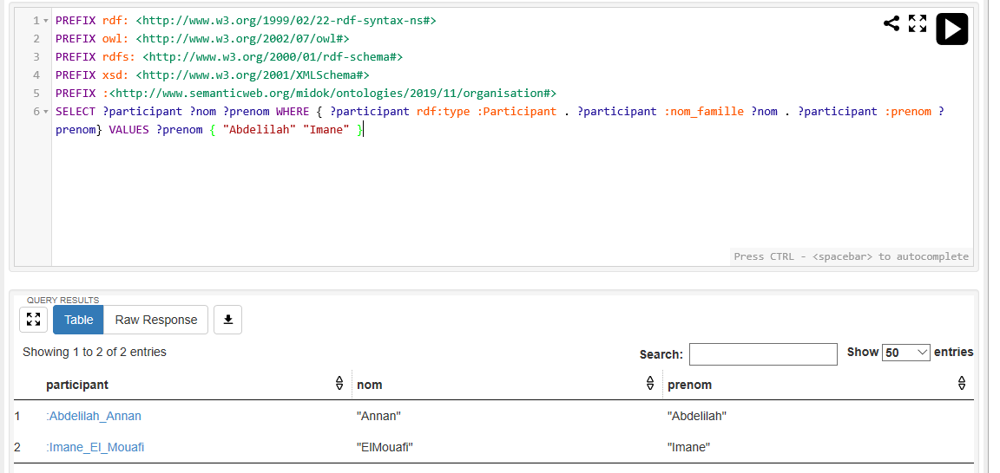 1 PREFIX rdf: <http://www.w3.org/1999/02/22-rdf-syntax-ns#>
2 PREFIX owl: <http://www.w3.org/2002/07/owl#>
3 PREFIX rdfs: <http://www.w3.org/2000/01/rdf-schema#>
4 PREFIX xsd: <http://www.w3.org/2001/XMLSchema#>
5 PREFIX :<http://www.semanticweb.org/midok/ontologies/2019/11/organisation#>
6 SELECT ?participant ?nom ?prenom WHERE { ?participant rdf:type :Participant . ?participant :nom_famille ?nom . ?participant :prenom ?
prenom} VALUES ?prenom { "Abdelilah" "Imane" }
Press CTRL - <spacebar> to autocomplete
QUERY RESULTS
Table Raw Response
Showing 1 to 2 of 2 entries Search: Show 50 entries
participant nom prenom
1 :Abdelilah_Annan "Annan" "Abdelilah"
2 :Imane_El_Mouafi "ElMouafi" "Imane"